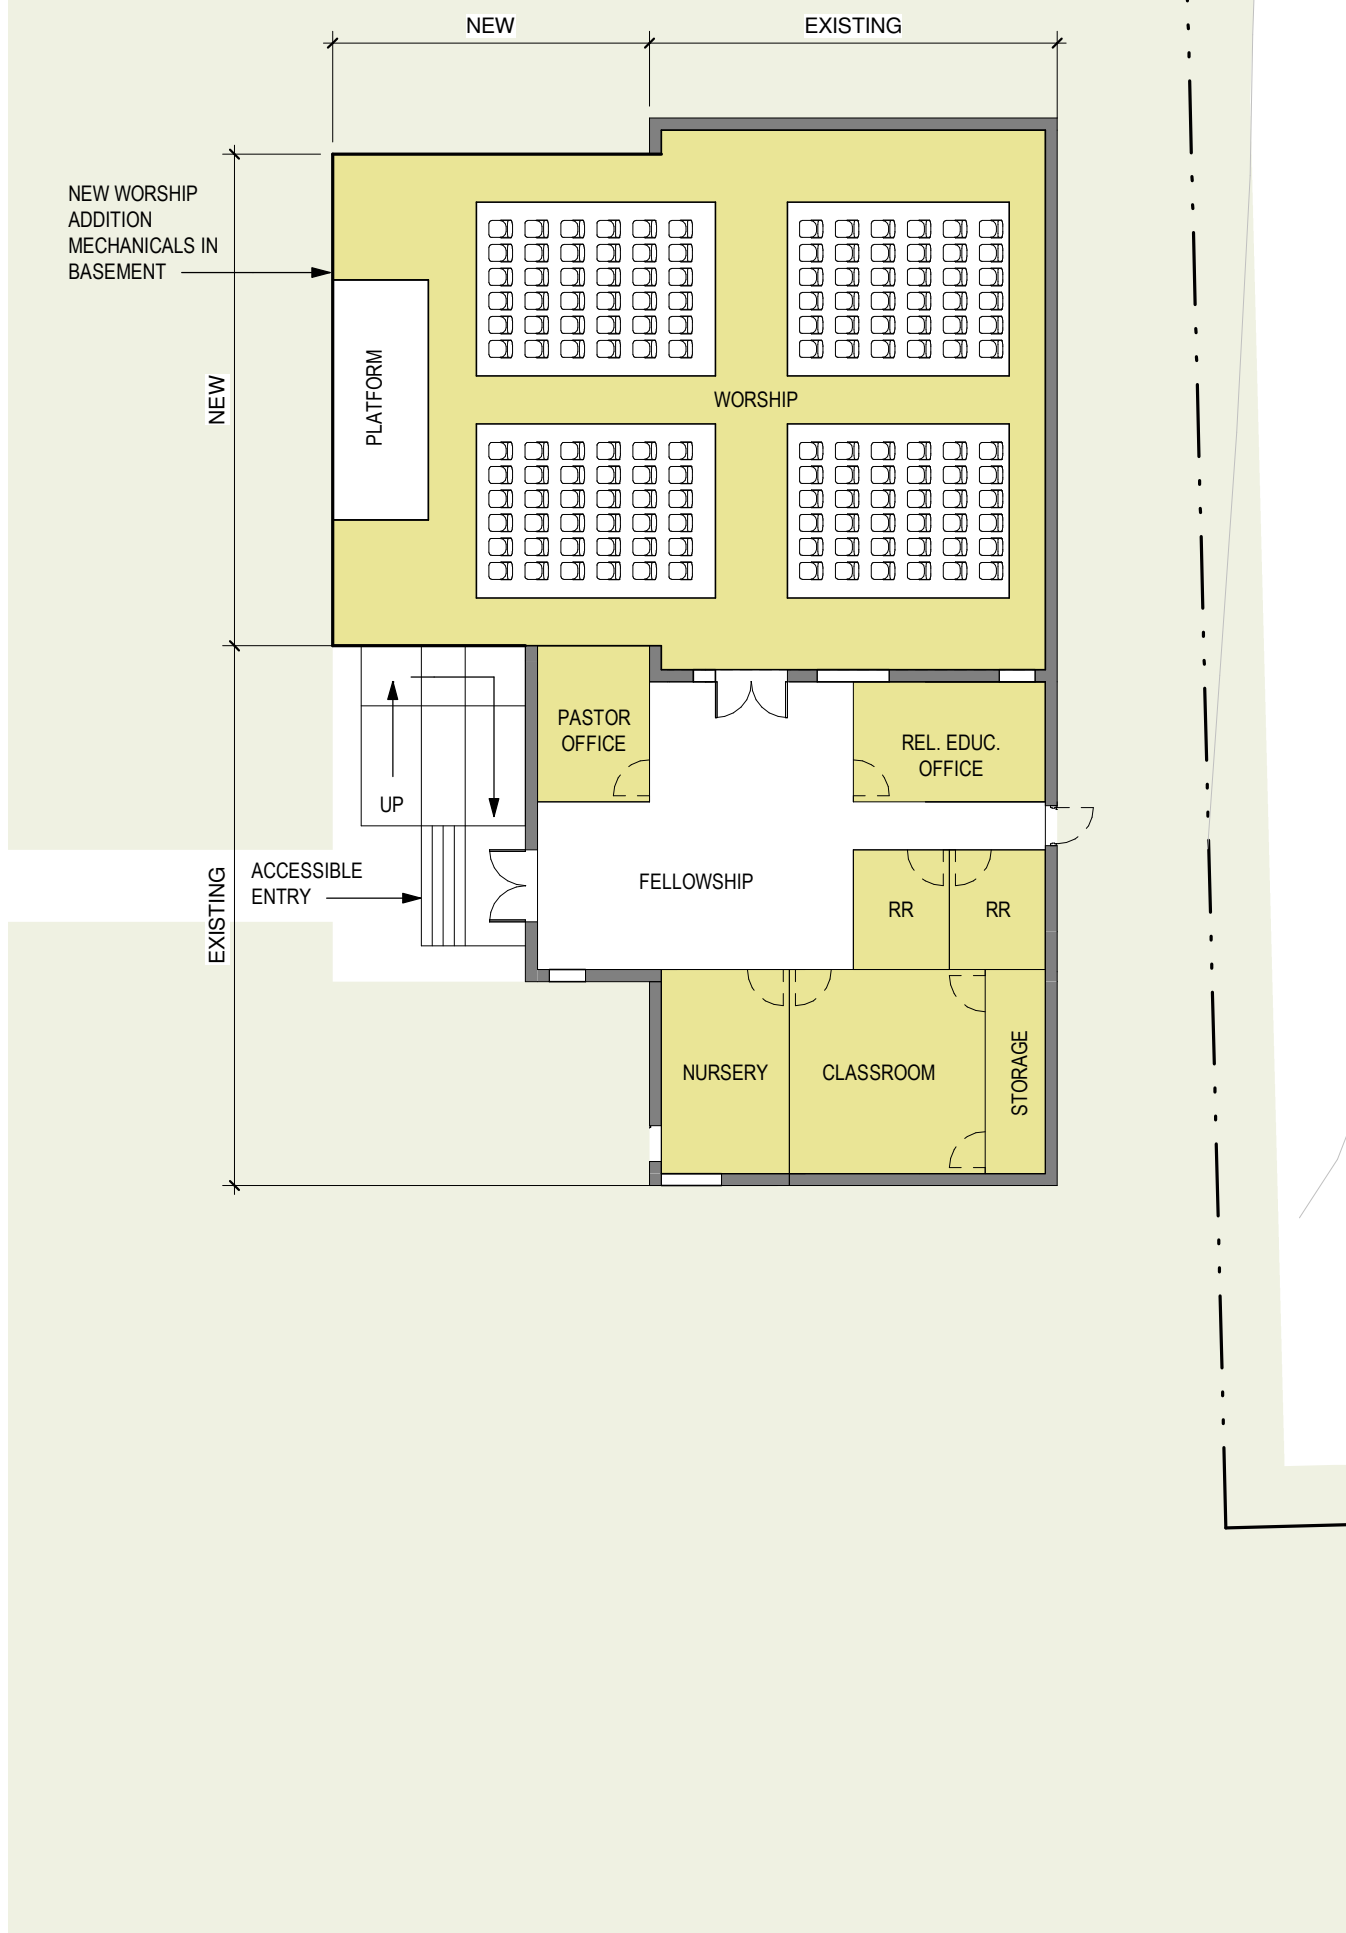 NEW
EXISTING
NEW WORSHIP
ADDITION
MECHANICALS IN
BASEMENT
NEW
PLATFORM
WORSHIP
PASTOR
OFFICE
REL. EDUC.
OFFICE
UP
ACCESSIBLE
ENTRY
EXISTING
FELLOWSHIP
RR
RR
NURSERY
CLASSROOM
STORAGE